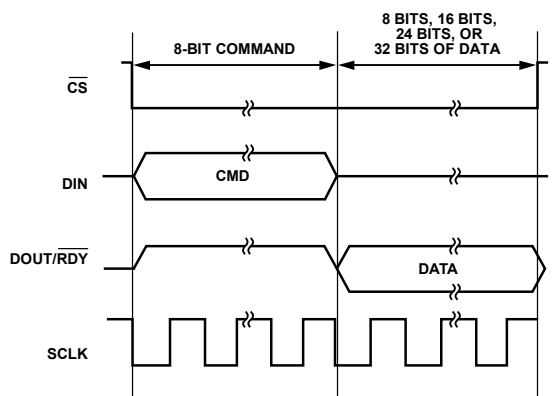 8 BITS, 16 BITS,
24 BITS, OR
32 BITS OF DATA
8-BIT COMMAND
CS
DIN
CMD
DOUT/RDY
DATA
SCLK